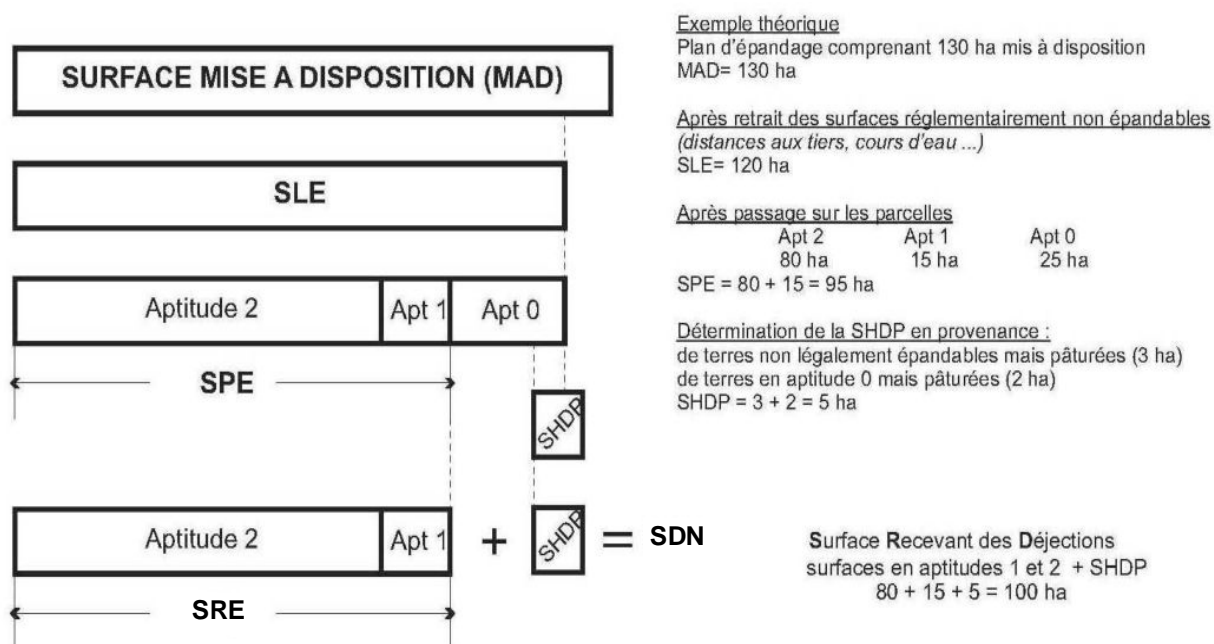 SURFACE MISE A DISPOSITION (MAD)
SLE
Aptitude 2 Apt 1 Apt 0
SPE
SHDP
Aptitude 2 Apt 1 + SHDP = SDN
SRE
Exemple théorique
Plan d'épandage comprenant 130 ha mis à disposition
MAD= 130 ha
Après retrait des surfaces réglementairement non épandables
(distances aux tiers, cours d'eau ...)
SLE= 120 ha
Après passage sur les parcelles
Apt 2 Apt 1 Apt 0
80 ha 15 ha 25 ha
SPE = 80 + 15 = 95 ha
Détermination de la SHDP en provenance :
de terres non légalement épandables mais pâturées (3 ha)
de terres en aptitude 0 mais pâturées (2 ha)
SHDP = 3 + 2 = 5 ha
Surface Recevant des Déjections
surfaces en aptitudes 1 et 2 + SHDP
80 + 15 + 5 = 100 ha